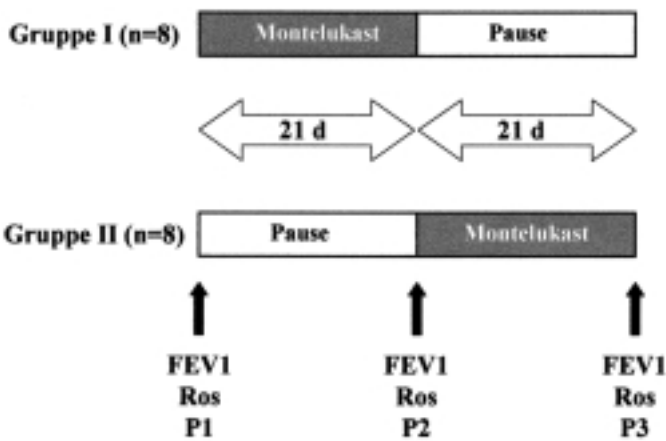 Gruppe I (n=8) Montelukast Pause
21 d 21 d
Gruppe II (n=8) Pause Montelukast
FEV1 FEV1 FEV1
Ros Ros Ros
P1 P2 P3